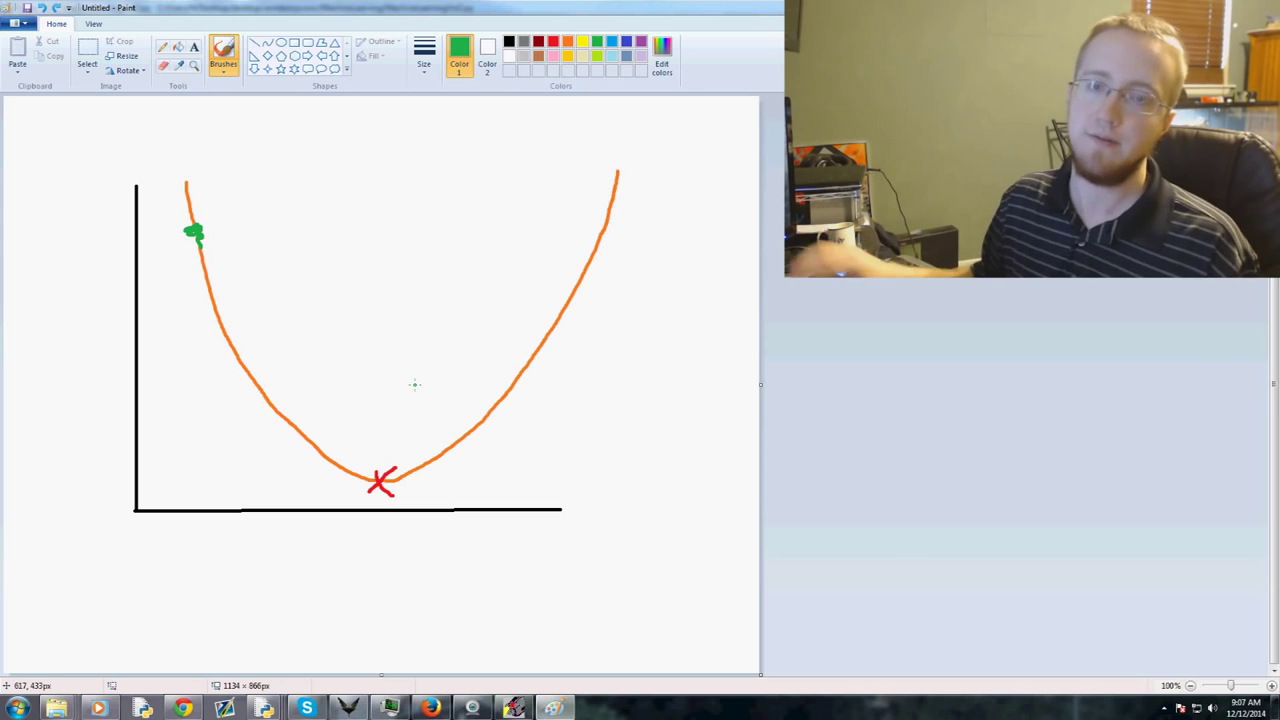 Untitled - Paint
Home
View
Paste
Cut
Copy
Clipboard
Select
Crop
Resize
Rotate
Image
A
Tools
Brushes
Outline
Fill
Shapes
Size
Color
1
Color
2
Edit
colors
Colors
617, 433px
1134 × 866px
100%
9:07 AM
12/12/2014